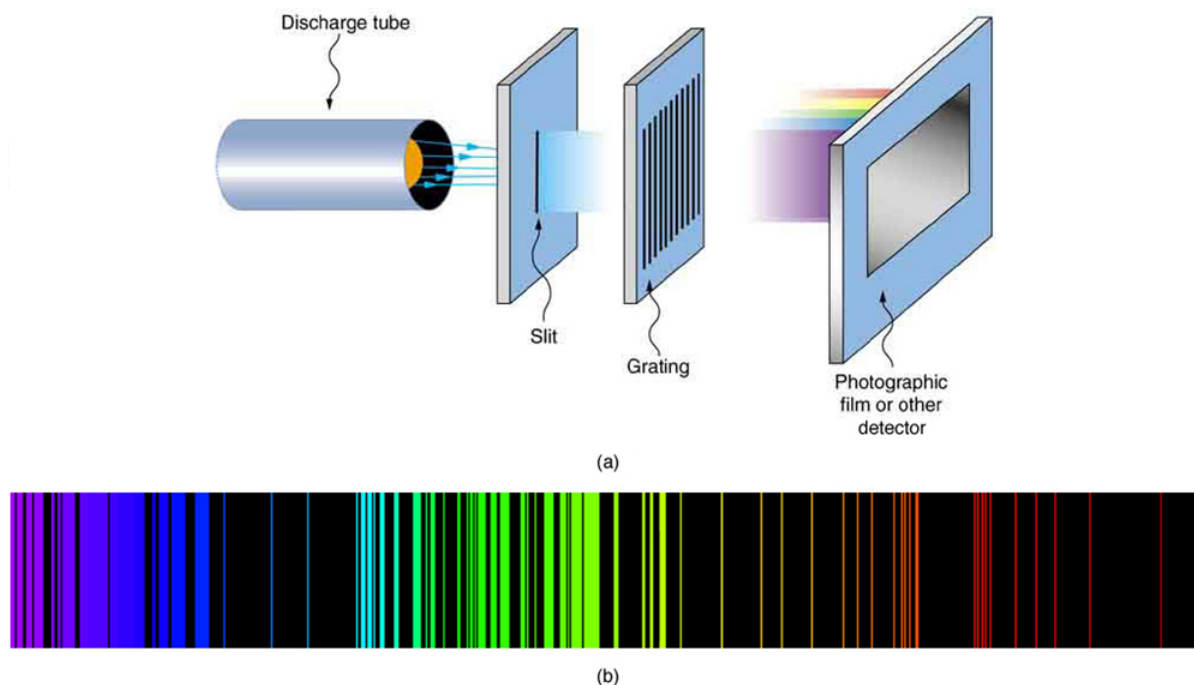 Discharge tube
Slit
Grating
Photographic
film or other
detector
(a)
(b)